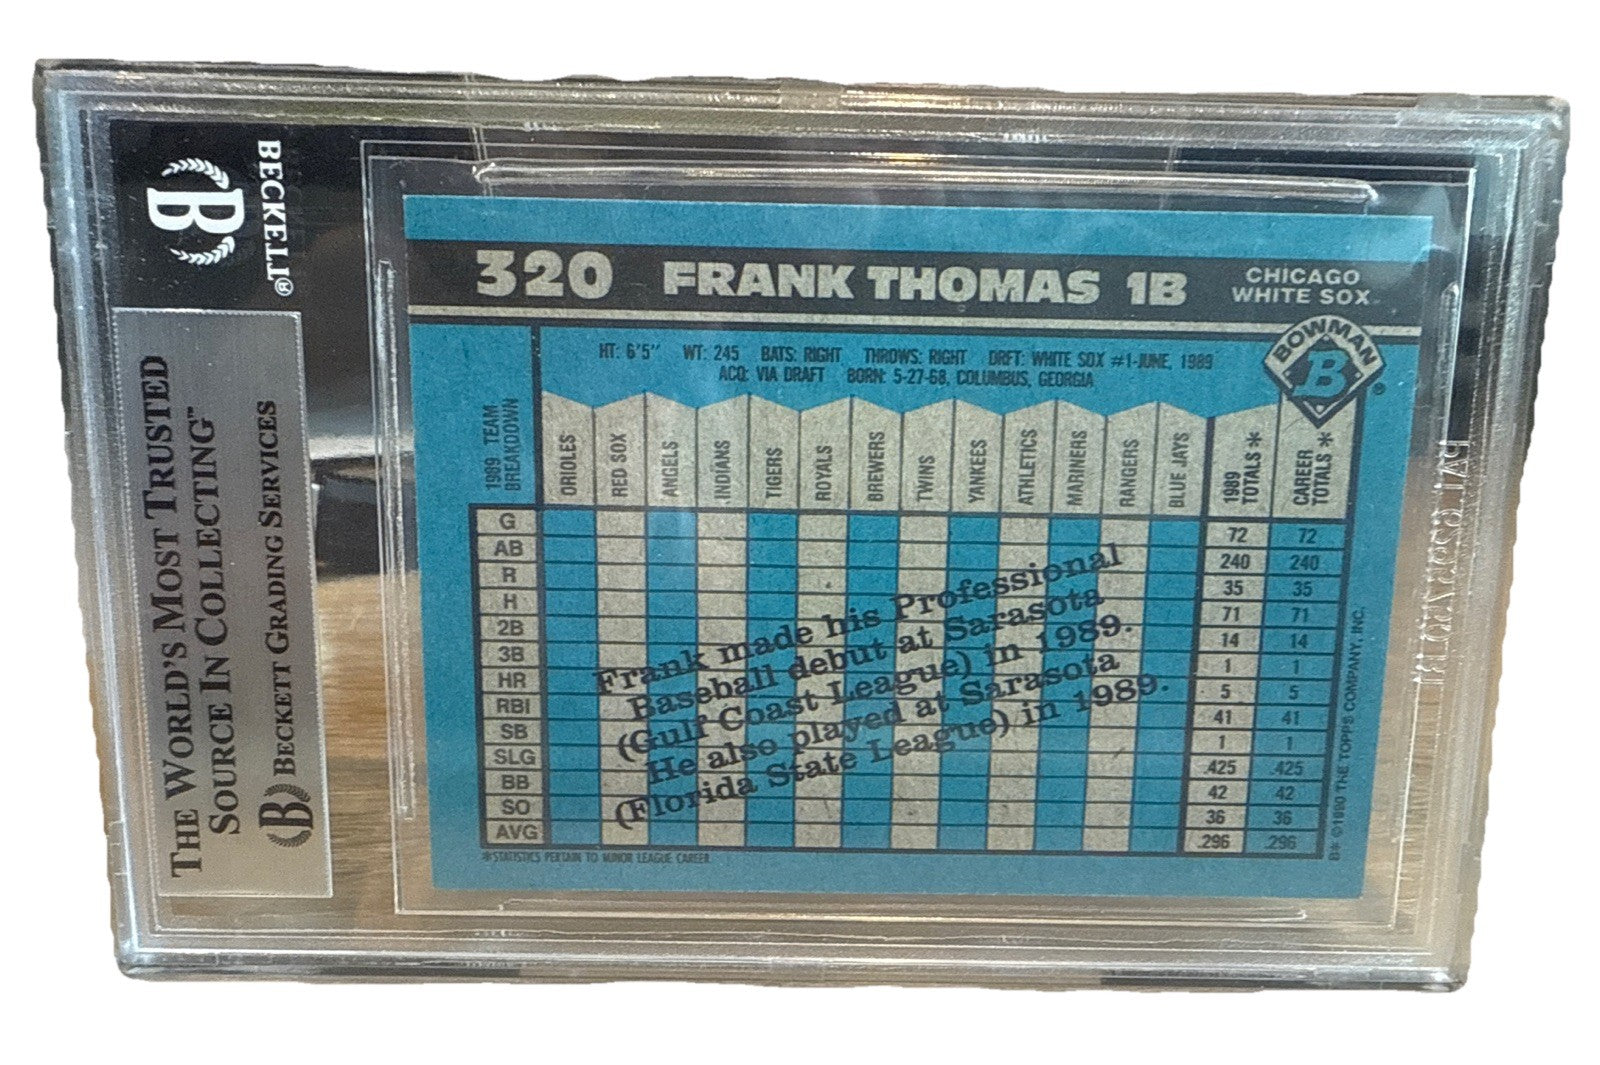 BECKETT®
B
THE WORLD'S MOST TRUSTED
SOURCE IN COLLECTING™
B BECKETT GRADING SERVICES
320 FRANK THOMAS 1B CHICAGO
WHITE SOX™
BOWMAN
B
®
HT: 6'5" WT: 245 BATS: RIGHT THROWS: RIGHT DRFT: WHITE SOX #1-JUNE, 1989
ACQ: VIA DRAFT BORN: 5-27-68, COLUMBUS, GEORGIA
1989 TEAM
BREAKDOWN
ORIOLES
RED SOX
ANGELS
INDIANS
TIGERS
ROYALS
BREWERS
TWINS
YANKEES
ATHLETICS
MARINERS
RANGERS
BLUE JAYS
1989
TOTALS *
CAREER
TOTALS *
G 72 72
AB 240 240
R 35 35
H 71 71
2B 14 14
3B 1 1
HR 5 5
RBI 41 41
SB 1 1
SLG .425 .425
BB 42 42
SO 36 36
AVG .296 .296
Frank made his Professional
Baseball debut at Sarasota
(Gulf Coast League) in 1989.
He also played at Sarasota
(Florida State League) in 1989.
*STATISTICS PERTAIN TO MINOR LEAGUE CAREER
B* ©1990 THE TOPPS COMPANY, INC.